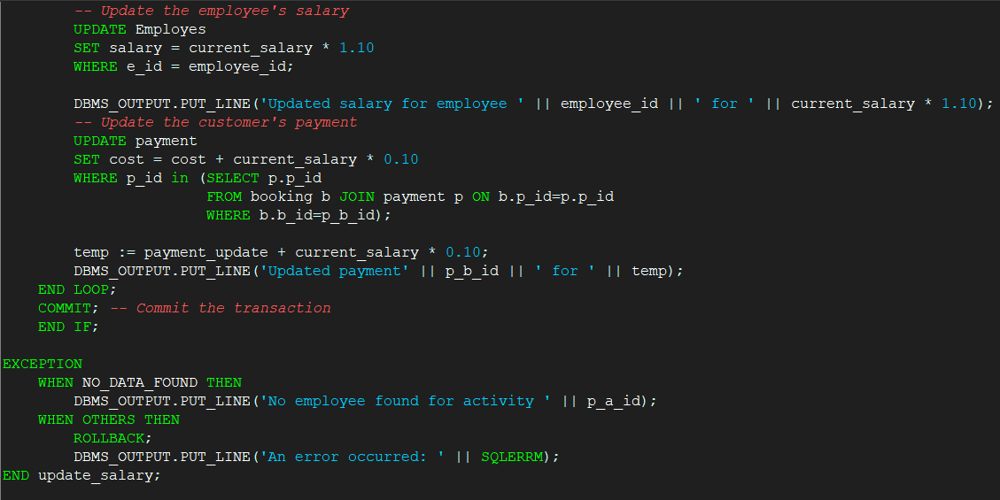 -- Update the employee's salary
UPDATE Employes
SET salary = current_salary * 1.10
WHERE e_id = employee_id;
DBMS_OUTPUT.PUT_LINE('Updated salary for employee ' || employee_id || ' for ' || current_salary * 1.10);
-- Update the customer's payment
UPDATE payment
SET cost = cost + current_salary * 0.10
WHERE p_id in (SELECT p.p_id
FROM booking b JOIN payment p ON b.p_id=p.p_id
WHERE b.b_id=p_b_id);
temp := payment_update + current_salary * 0.10;
DBMS_OUTPUT.PUT_LINE('Updated payment' || p_b_id || ' for ' || temp);
END LOOP;
COMMIT; -- Commit the transaction
END IF;
EXCEPTION
WHEN NO_DATA_FOUND THEN
DBMS_OUTPUT.PUT_LINE('No employee found for activity ' || p_a_id);
WHEN OTHERS THEN
ROLLBACK;
DBMS_OUTPUT.PUT_LINE('An error occurred: ' || SQLERRM);
END update_salary;